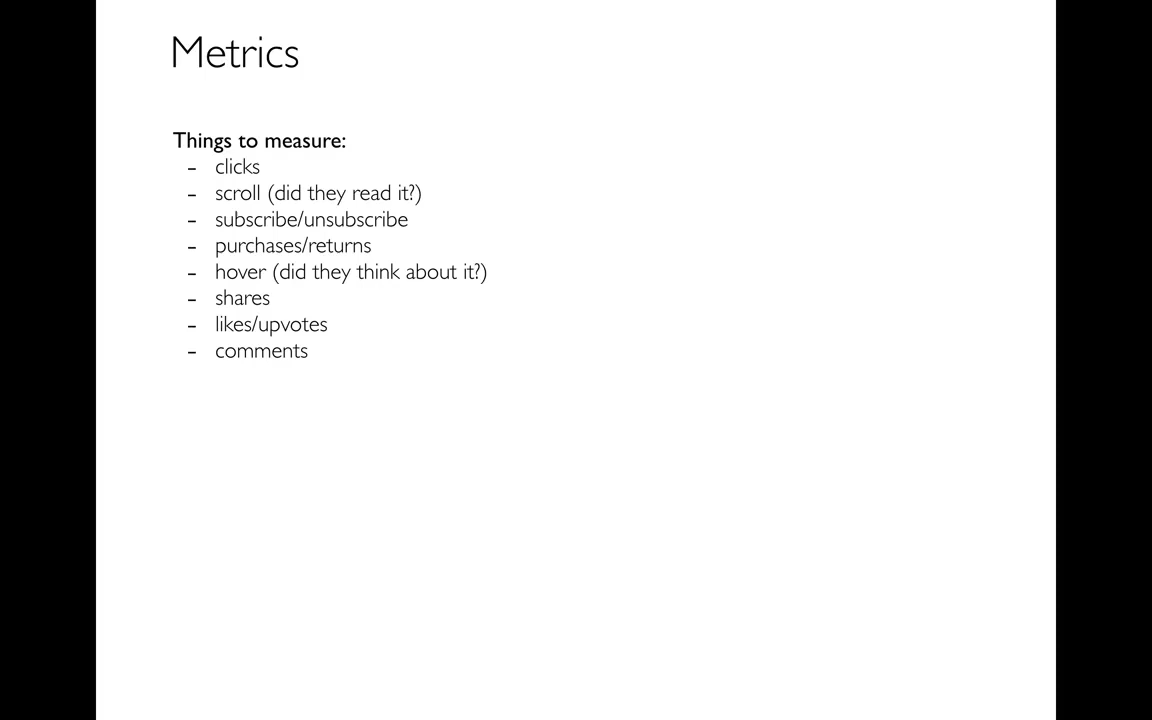 Metrics
Things to measure:
- clicks
- scroll (did they read it?)
- subscribe/unsubscribe
- purchases/returns
- hover (did they think about it?)
- shares
- likes/upvotes
- comments